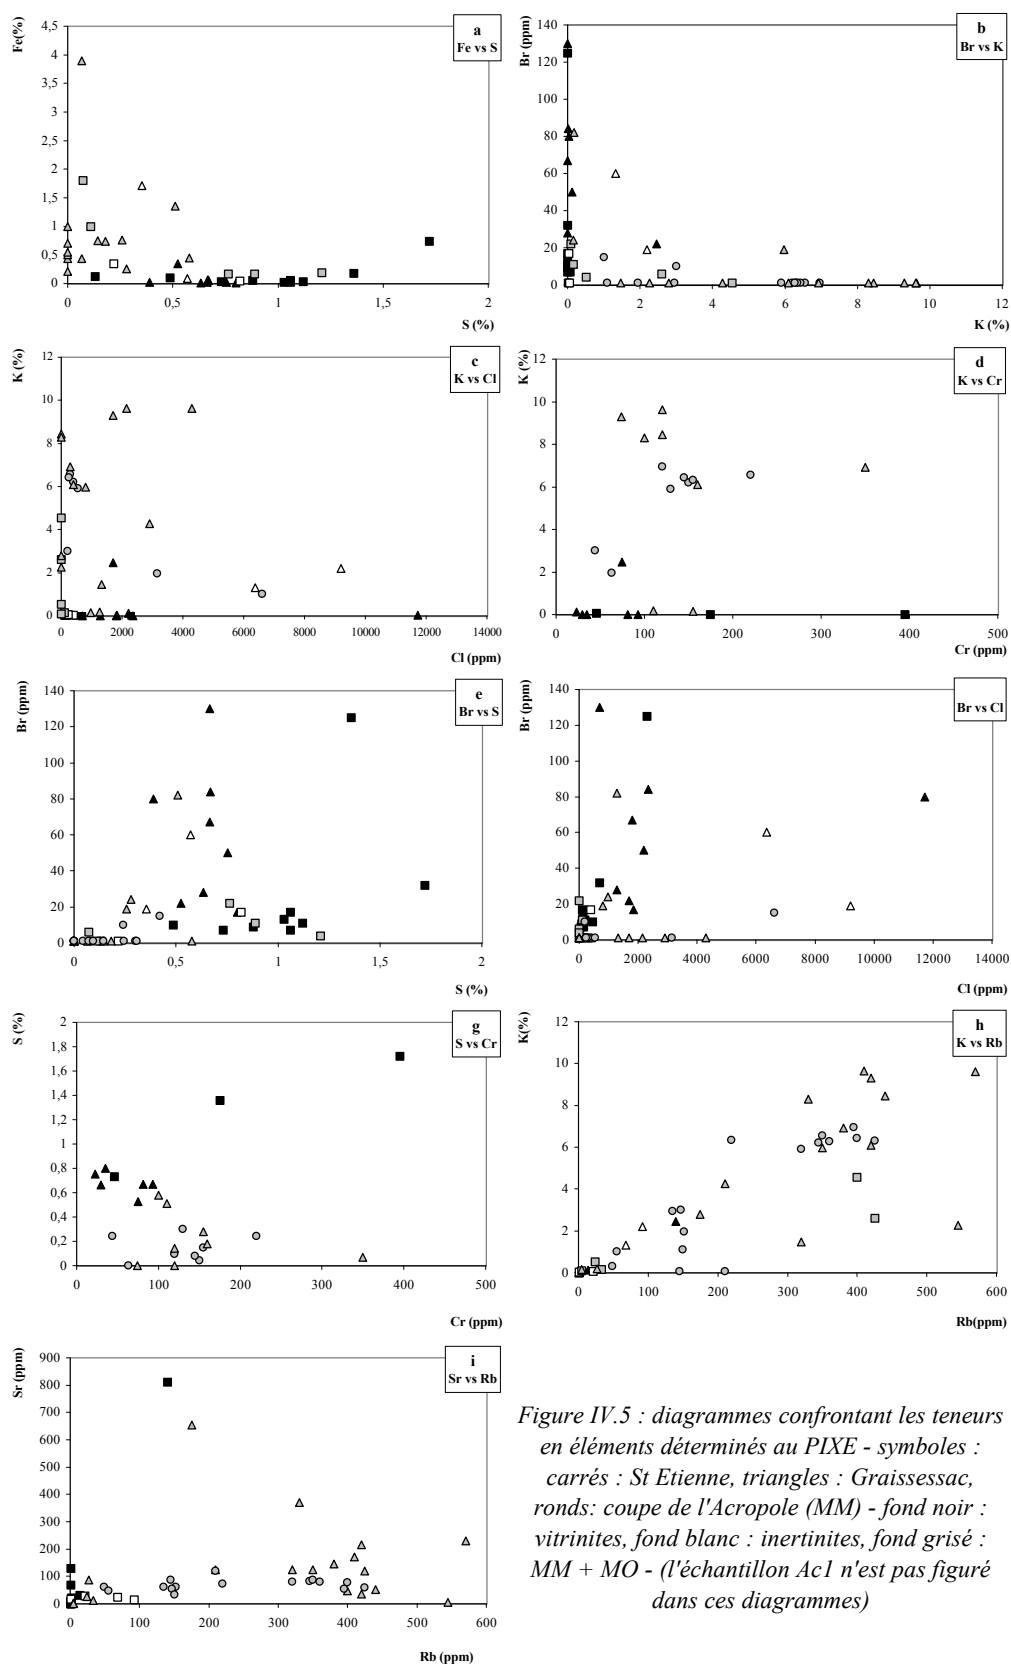 Fe(%)
4,5
4
3,5
3
2,5
2
1,5
1
0,5
0
0 0,5 1 1,5 2
S (%)
a
Fe vs S
Br (ppm)
140
120
100
80
60
40
20
0
0 2 4 6 8 10 12
K (%)
b
Br vs K
K (%)
12
10
8
6
4
2
0
0 2000 4000 6000 8000 10000 12000 14000
Cl (ppm)
c
K vs Cl
K (%)
12
10
8
6
4
2
0
0 100 200 300 400 500
Cr (ppm)
d
K vs Cr
Br (ppm)
140
120
100
80
60
40
20
0
0 0,5 1 1,5 2
S (%)
e
Br vs S
Br (ppm)
140
120
100
80
60
40
20
0
0 2000 4000 6000 8000 10000 12000 14000
Cl (ppm)
Br vs Cl
S (%)
2
1,8
1,6
1,4
1,2
1
0,8
0,6
0,4
0,2
0
0 100 200 300 400 500
Cr (ppm)
g
S vs Cr
K(%)
12
10
8
6
4
2
0
0 100 200 300 400 500 600
Rb(ppm)
h
K vs Rb
Sr (ppm)
900
800
700
600
500
400
300
200
100
0
0 100 200 300 400 500 600
Rb (ppm)
i
Sr vs Rb
Figure IV.5 : diagrammes confrontant les teneurs
en éléments déterminés au PIXE - symboles :
carrés : St Etienne, triangles : Graissessac,
ronds: coupe de l'Acropole (MM) - fond noir :
vitrinites, fond blanc : inertinites, fond grisé :
MM + MO - (l'échantillon Ac1 n'est pas figuré
dans ces diagrammes)